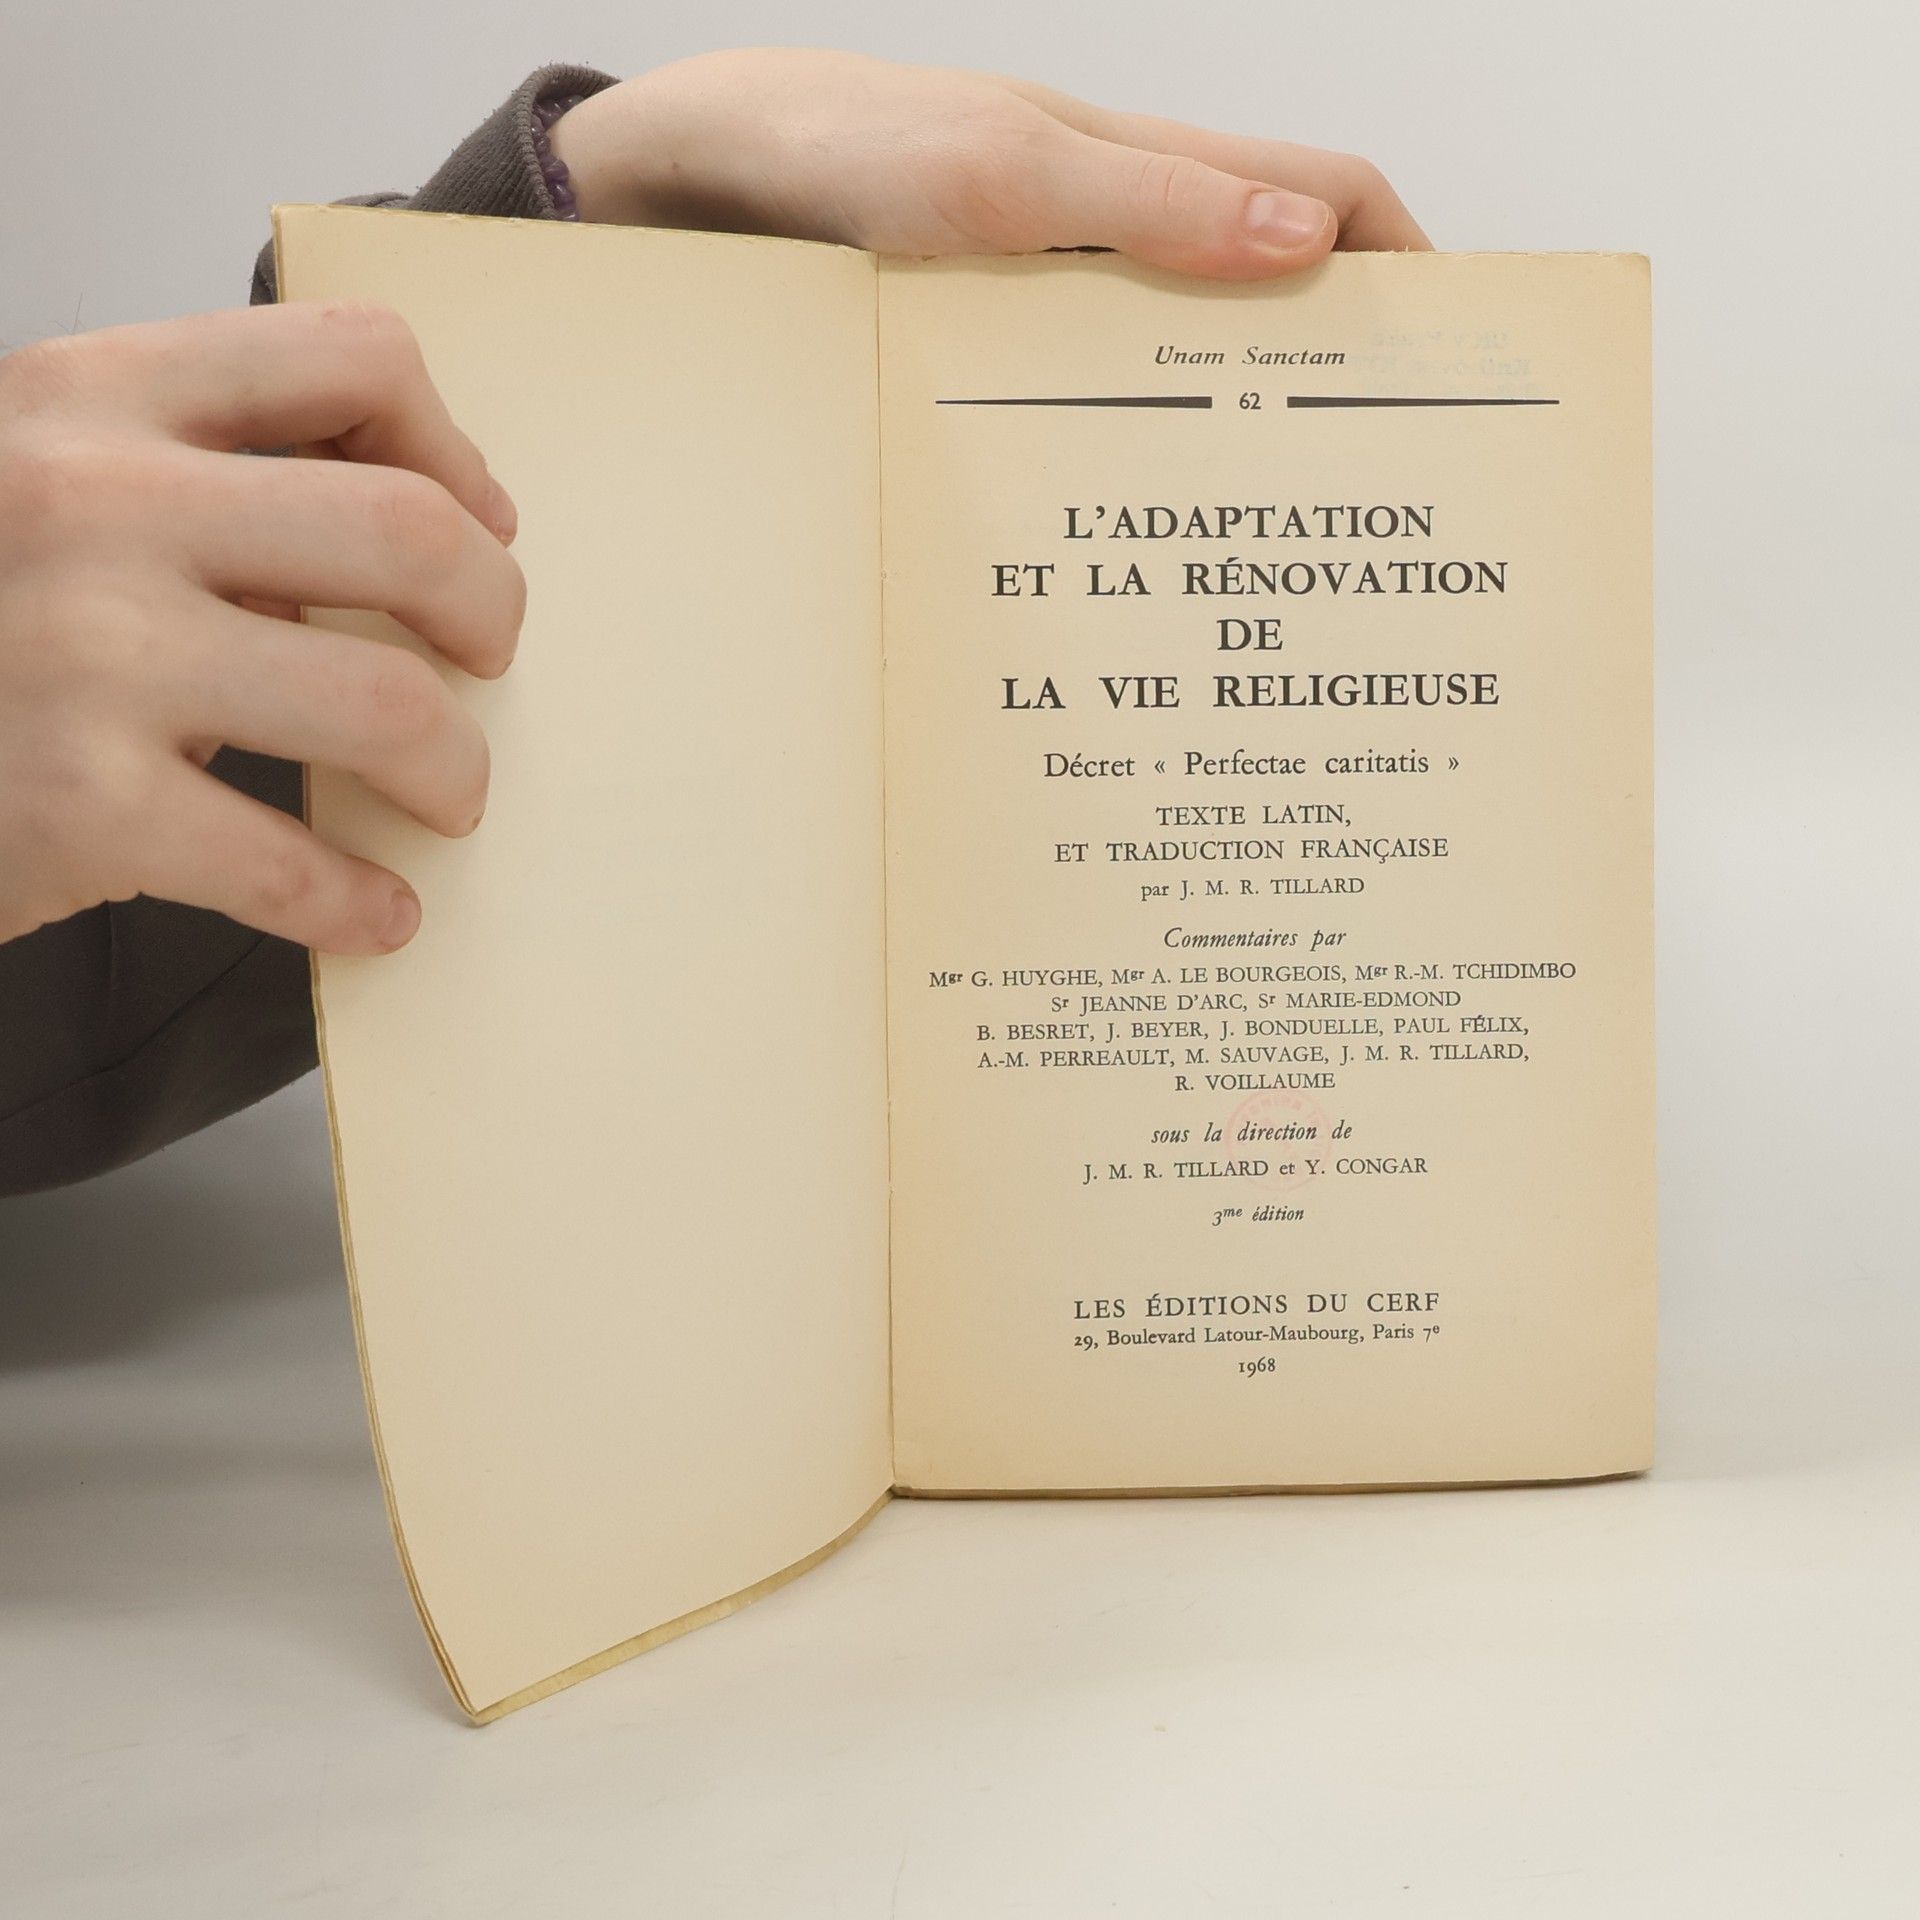 Unam Sanctam
62
L'ADAPTATION
ET LA RÉNOVATION
DE
LA VIE RELIGIEUSE
Décret « Perfectae caritatis »
TEXTE LATIN,
ET TRADUCTION FRANÇAISE
par J. M. R. TILLARD
Commentaires par
Mgr G. HUYGHE, Mgr A. LE BOURGEOIS, Mgr R.-M. TCHIDIMBO
Sr JEANNE D'ARC, Sr MARIE-EDMOND
B. BESRET, J. BEYER, J. BONDUELLE, PAUL FÉLIX,
A.-M. PERREAULT, M. SAUVAGE, J. M. R. TILLARD,
R. VOILLAUME
sous la direction de
J. M. R. TILLARD et Y. CONGAR
3me édition
LES ÉDITIONS DU CERF
29, Boulevard Latour-Maubourg, Paris 7e
1968